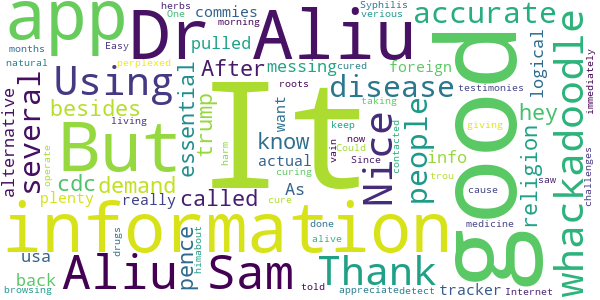 herbs
One
Easy
months
natural
app
Using
several
alternative
besides
But
cdc
demand
plenty
really
information
usa
back
browsing
Aliu Sam
pence
drugs
himabout
operate
living
perplexed
morning
commies
pulled
messing
After
essential
trump
called
As
told
Dr Aliu
It
harm
cure
curing
roots
know
actual
want
Since
Could
vain
now
Thank
done
alive
appreciate
Syphilis
verious
cured
foreign
disease
keep
taking
contacted
Nice
people
info
trou
detect
tracker
accurate
hey
religion
logical
good
testimonies
giving
cause
medicine
saw
Internet
whackadoodle
immediately
challenges